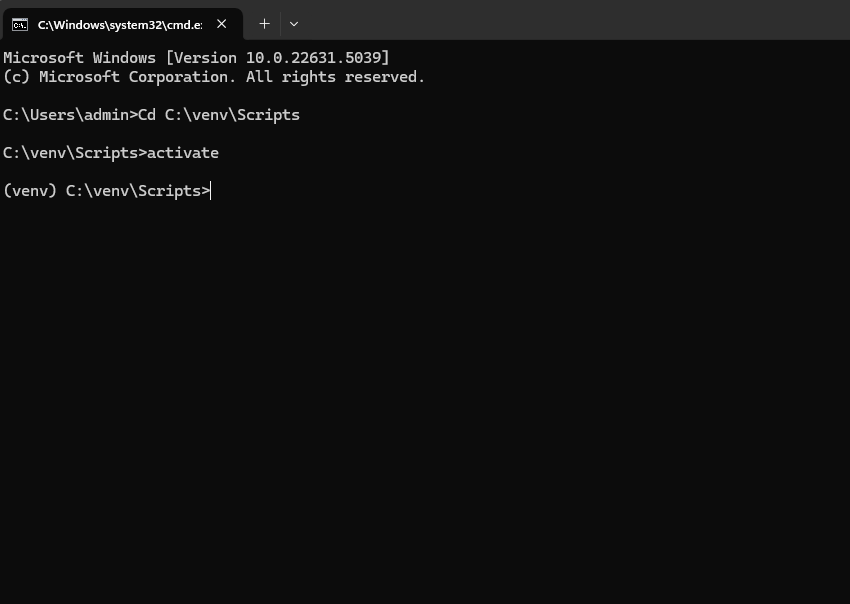 C:\Windows\system32\cmd.e
Microsoft Windows [Version 10.0.22631.5039]
(c) Microsoft Corporation. All rights reserved.
C:\Users\admin>Cd C:\venv\Scripts
C:\venv\Scripts>activate
(venv) C:\venv\Scripts>